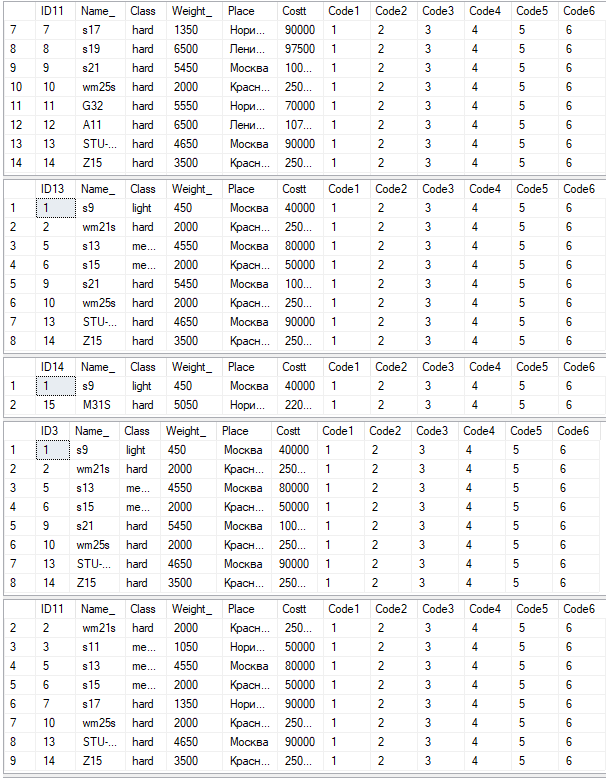 ID11 Name_ Class Weight_ Place Costt Code1 Code2 Code3 Code4 Code5 Code6
7 7 s17 hard 1350 Нори... 90000 1 2 3 4 5 6
8 8 s19 hard 6500 Лени... 97500 1 2 3 4 5 6
9 9 s21 hard 5450 Москва 100... 1 2 3 4 5 6
10 10 wm25s hard 2000 Красн... 250... 1 2 3 4 5 6
11 11 G32 hard 5550 Нори... 70000 1 2 3 4 5 6
12 12 A11 hard 6500 Лени... 107... 1 2 3 4 5 6
13 13 STU-... hard 4650 Москва 90000 1 2 3 4 5 6
14 14 Z15 hard 3500 Красн... 250... 1 2 3 4 5 6
ID13 Name_ Class Weight_ Place Costt Code1 Code2 Code3 Code4 Code5 Code6
1 1 s9 light 450 Москва 40000 1 2 3 4 5 6
2 2 wm21s hard 2000 Красн... 250... 1 2 3 4 5 6
3 5 s13 me... 4550 Москва 80000 1 2 3 4 5 6
4 6 s15 me... 2000 Красн... 50000 1 2 3 4 5 6
5 9 s21 hard 5450 Москва 100... 1 2 3 4 5 6
6 10 wm25s hard 2000 Красн... 250... 1 2 3 4 5 6
7 13 STU-... hard 4650 Москва 90000 1 2 3 4 5 6
8 14 Z15 hard 3500 Красн... 250... 1 2 3 4 5 6
ID14 Name_ Class Weight_ Place Costt Code1 Code2 Code3 Code4 Code5 Code6
1 1 s9 light 450 Москва 40000 1 2 3 4 5 6
2 15 M31S hard 5050 Нори... 220... 1 2 3 4 5 6
ID3 Name_ Class Weight_ Place Costt Code1 Code2 Code3 Code4 Code5 Code6
1 1 s9 light 450 Москва 40000 1 2 3 4 5 6
2 2 wm21s hard 2000 Красн... 250... 1 2 3 4 5 6
3 5 s13 me... 4550 Москва 80000 1 2 3 4 5 6
4 6 s15 me... 2000 Красн... 50000 1 2 3 4 5 6
5 9 s21 hard 5450 Москва 100... 1 2 3 4 5 6
6 10 wm25s hard 2000 Красн... 250... 1 2 3 4 5 6
7 13 STU-... hard 4650 Москва 90000 1 2 3 4 5 6
8 14 Z15 hard 3500 Красн... 250... 1 2 3 4 5 6
ID11 Name_ Class Weight_ Place Costt Code1 Code2 Code3 Code4 Code5 Code6
2 2 wm21s hard 2000 Красн... 250... 1 2 3 4 5 6
3 3 s11 me... 1050 Нори... 50000 1 2 3 4 5 6
4 5 s13 me... 4550 Москва 80000 1 2 3 4 5 6
5 6 s15 me... 2000 Красн... 50000 1 2 3 4 5 6
6 7 s17 hard 1350 Нори... 90000 1 2 3 4 5 6
7 10 wm25s hard 2000 Красн... 250... 1 2 3 4 5 6
8 13 STU-... hard 4650 Москва 90000 1 2 3 4 5 6
9 14 Z15 hard 3500 Красн... 250... 1 2 3 4 5 6